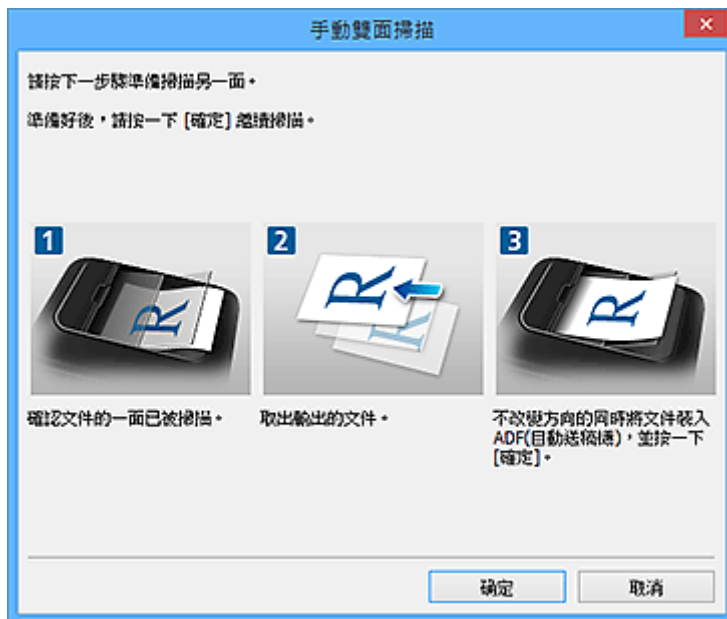 手動雙面掃描
請按下一步驟準備掃描另一面。
準備好後，請按一下 [確定] 繼續掃描。
1
2
3
R
R
R
R
確認文件的一面已被掃描。
取出輸出的文件。
不改變方向的同時將文件裝入
ADF(自動送稿機)，並按一下
[確定]。
确定
取消